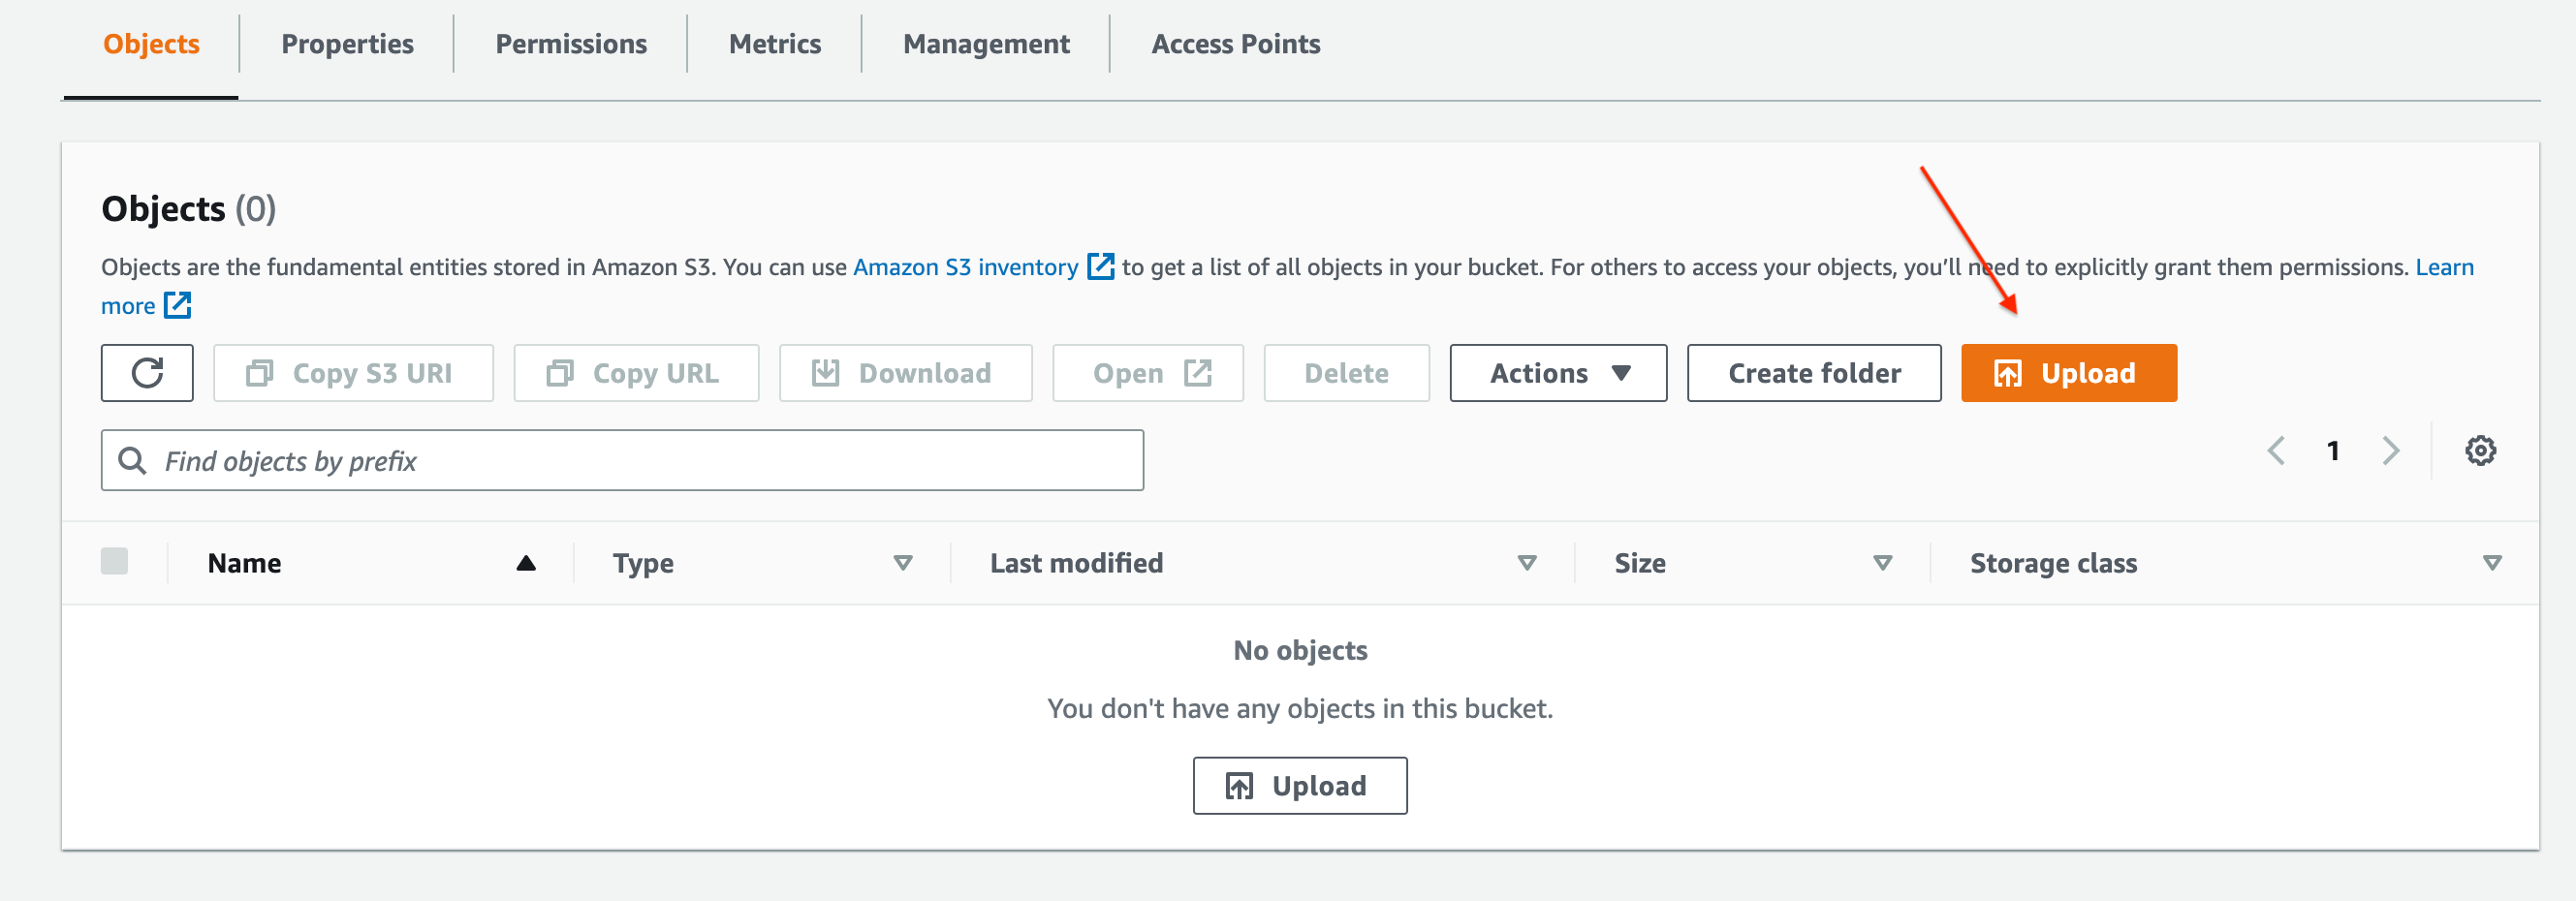 Objects Properties Permissions Metrics Management Access Points
Objects (0)
Objects are the fundamental entities stored in Amazon S3. You can use Amazon S3 inventory to get a list of all objects in your bucket. For others to access your objects, you’ll need to explicitly grant them permissions. Learn
more
Copy S3 URI Copy URL Download Open Delete Actions Create folder Upload
Find objects by prefix
1
Name Type Last modified Size Storage class
No objects
You don't have any objects in this bucket.
Upload